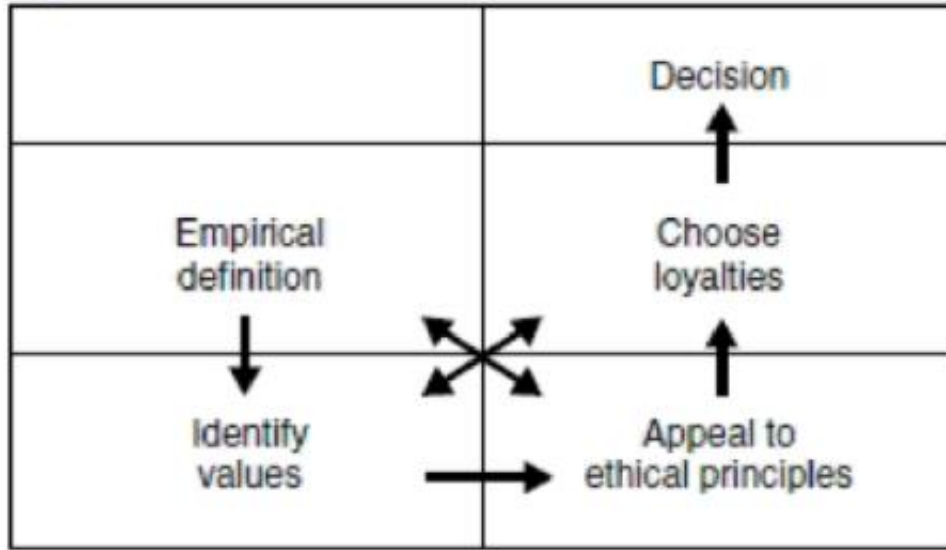 Decision
Empirical
definition
Choose
loyalties
Identify
values
Appeal to
ethical principles